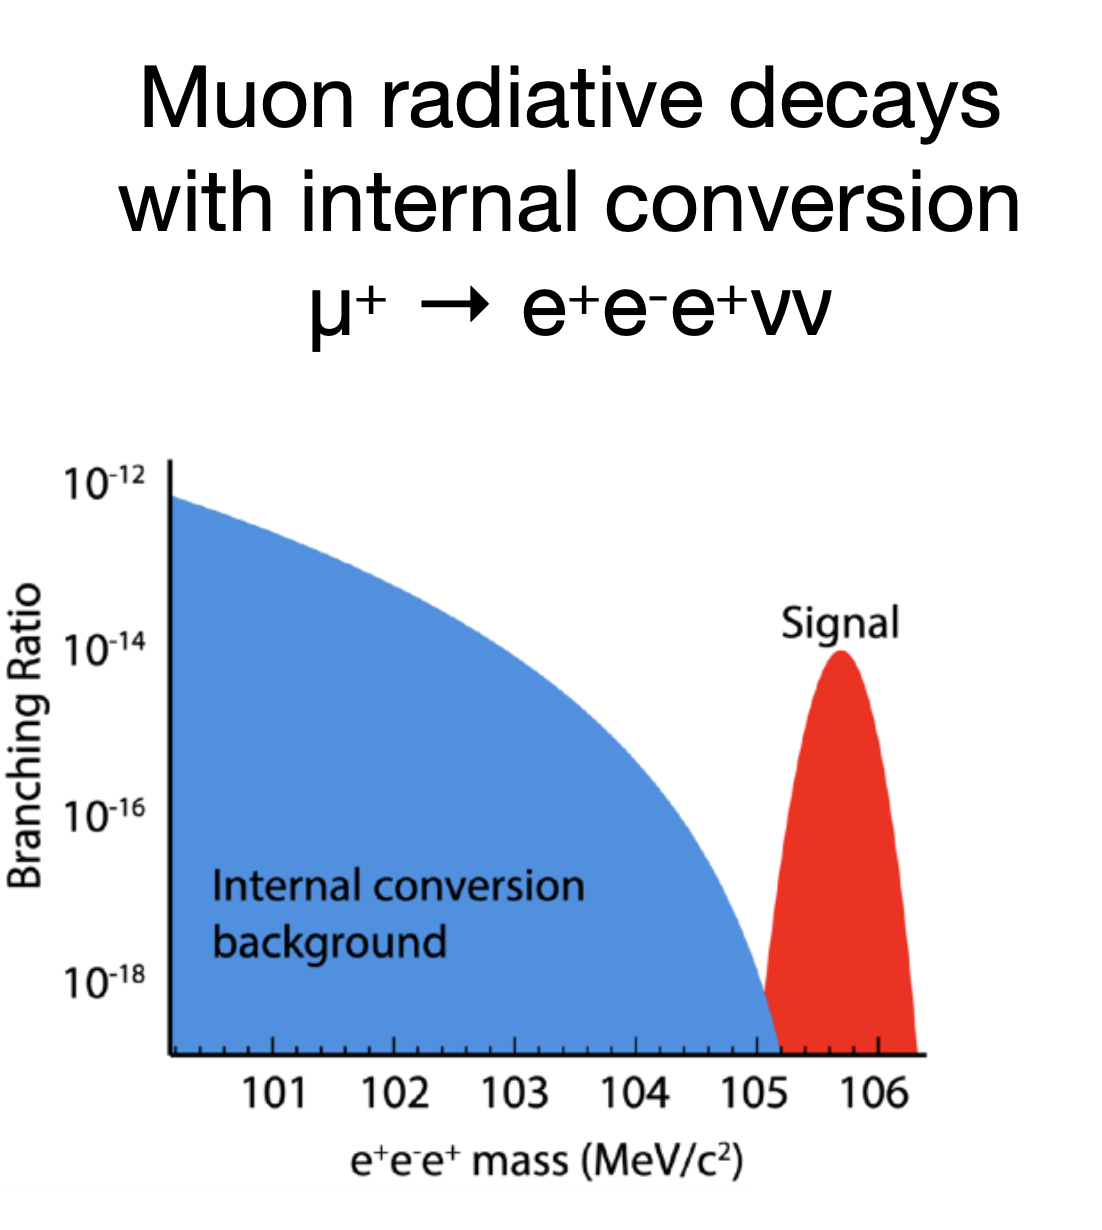 Muon radiative decays
with internal conversion
μ⁺ → e⁺e⁻e⁺νν
10⁻¹²
10⁻¹⁴
10⁻¹⁶
10⁻¹⁸
Branching Ratio
Signal
Internal conversion
background
101 102 103 104 105 106
e⁺e⁻e⁺ mass (MeV/c²)